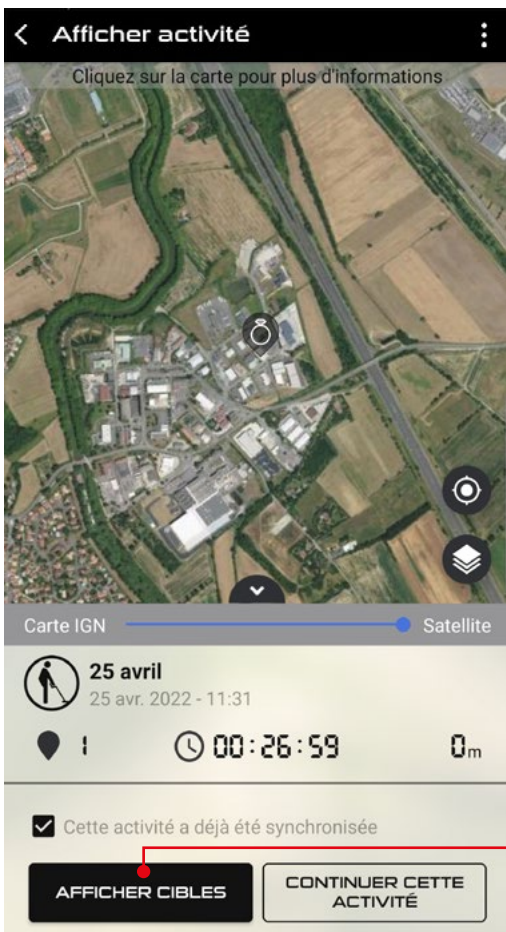 Afficher activité
Cliquez sur la carte pour plus d'informations
Carte IGN Satellite
25 avril
25 avr. 2022 - 11:31
1 00:26:59 0m
Cette activité a déjà été synchronisée
AFFICHER CIBLES
CONTINUER CETTE
ACTIVITÉ